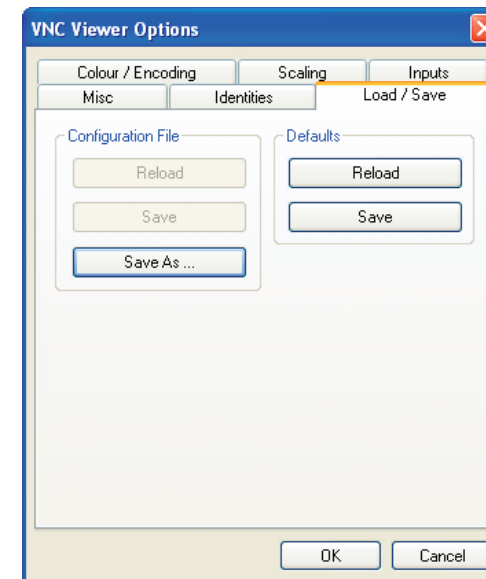 VNC Viewer Options
Colour / Encoding Scaling Inputs
Misc Identities Load / Save
Configuration File Defaults
Reload Reload
Save Save
Save As ...
OK Cancel